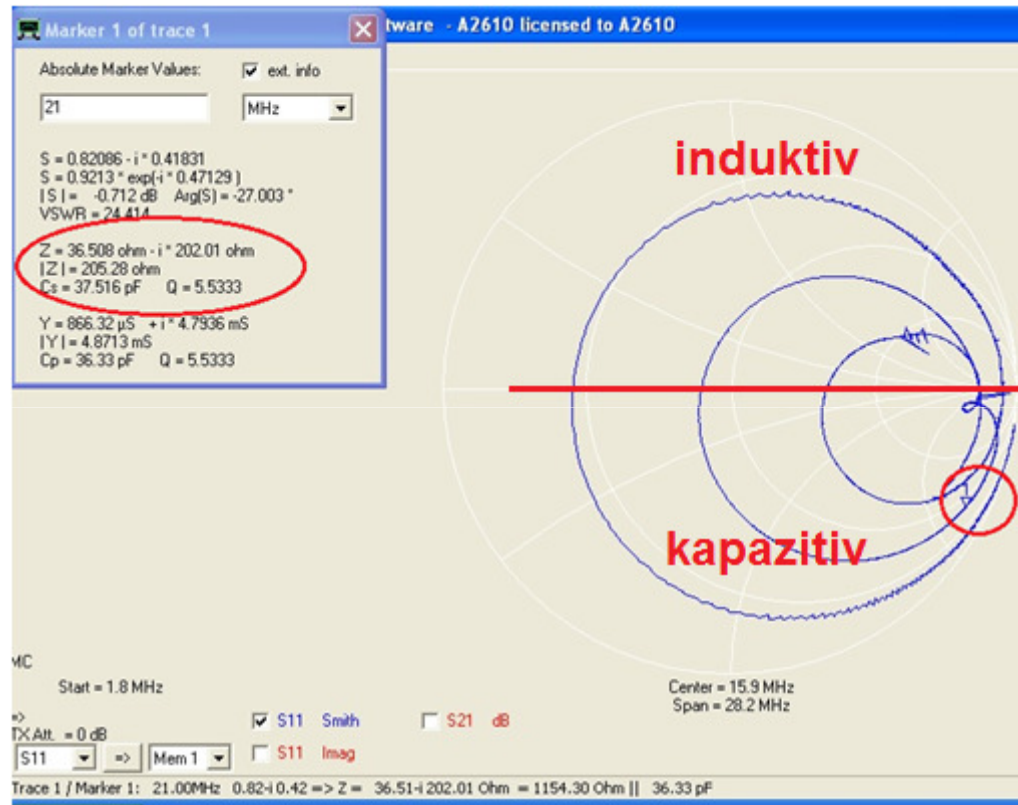 Marker 1 of trace 1
tware - A2610 licensed to A2610
Absolute Marker Values:
ext. info
21
MHz
S = 0.82086 - i * 0.41831
S = 0.9213 * exp(-i * 0.47129 )
| S | = -0.712 dB Arg(S) = -27.003 °
VSWR = 24.414
Z = 36.508 ohm - i * 202.01 ohm
|Z| = 205.28 ohm
Cs = 37.516 pF Q = 5.5333
Y = 866.32 µS + i * 4.7936 mS
|Y| = 4.8713 mS
Cp = 36.33 pF Q = 5.5333
induktiv
kapazitiv
MC
Start = 1.8 MHz
Center = 15.9 MHz
Span = 28.2 MHz
=>
TX Att. = 0 dB
S11 Smith
S21 dB
S11 => Mem 1
S11 Imag
Trace 1 / Marker 1: 21.00MHz 0.82-i 0.42 => Z = 36.51-i 202.01 Ohm = 1154.30 Ohm || 36.33 pF